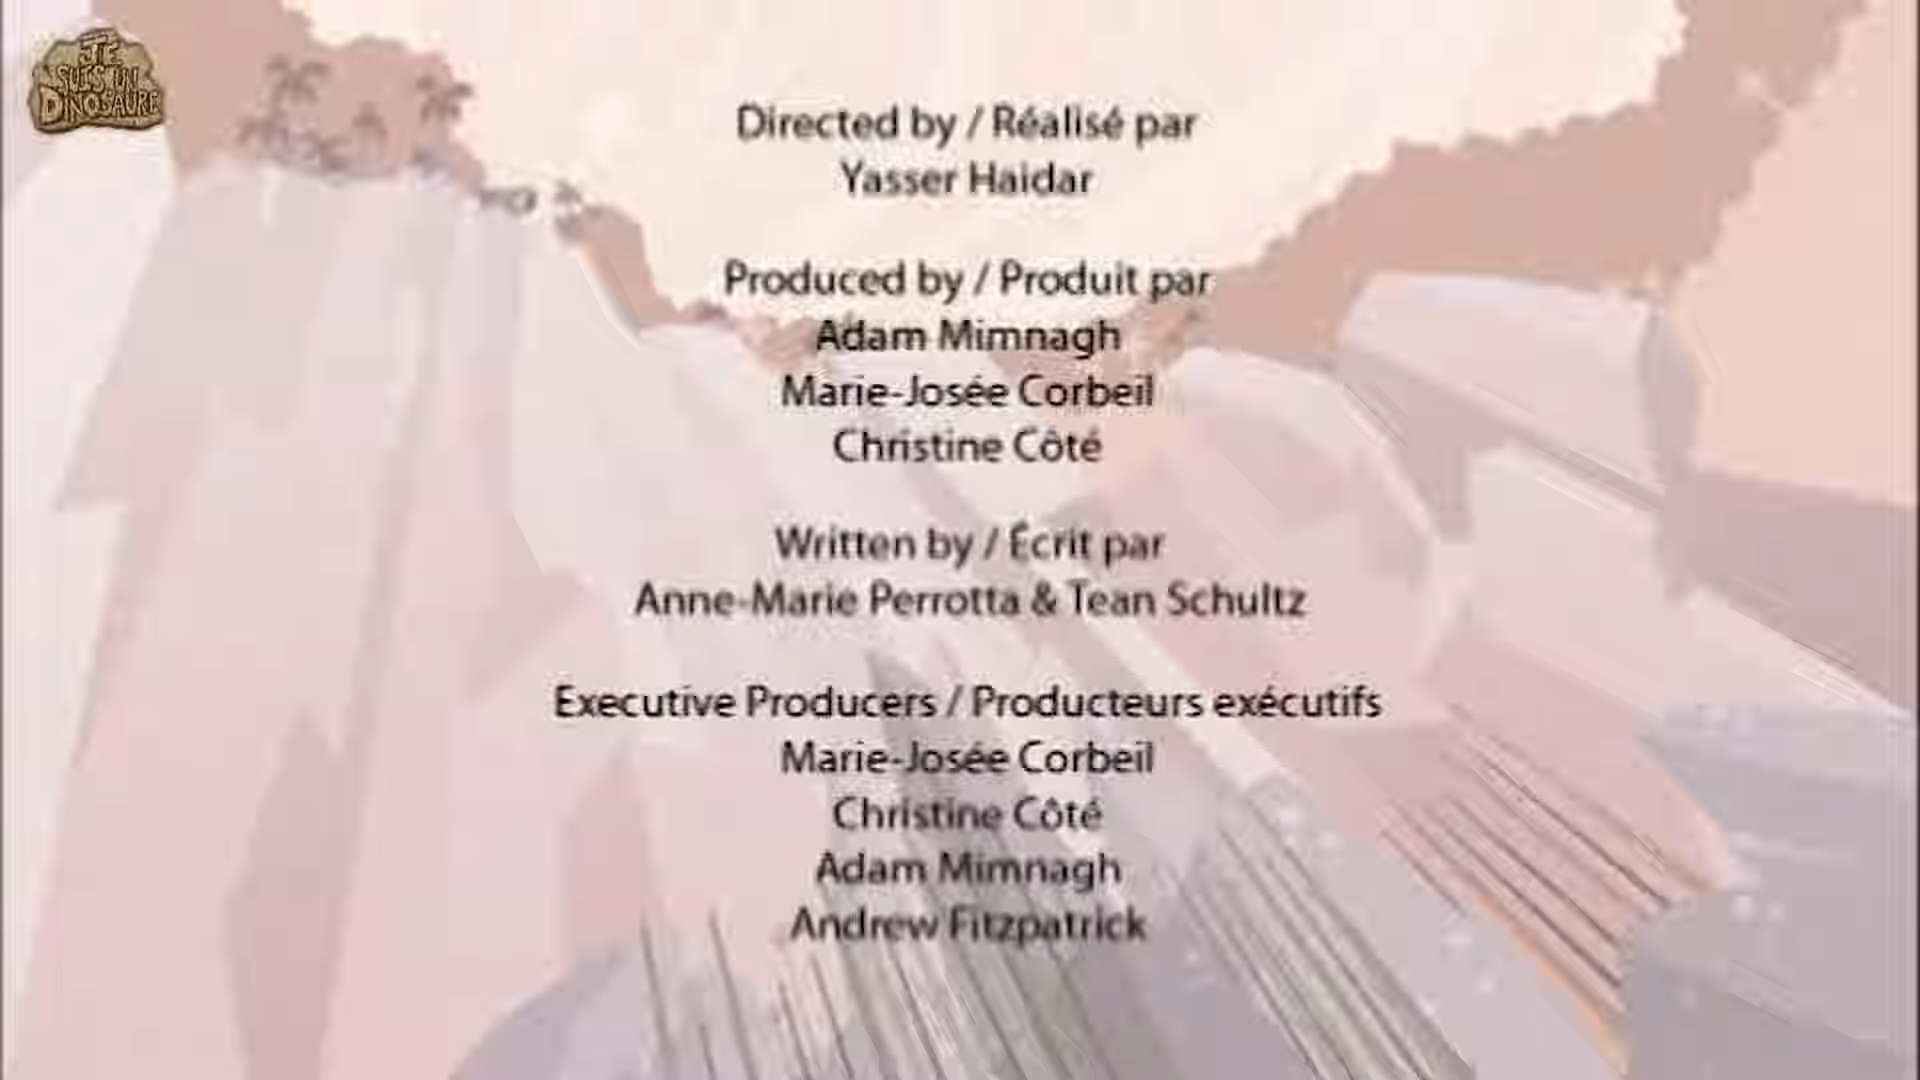 JE
SUIS UN
DINOSAURE
Directed by / Réalisé par
Yasser Haidar
Produced by / Produit par
Adam Mimnagh
Marie-Josée Corbeil
Christine Côté
Written by / Écrit par
Anne-Marie Perrotta & Tean Schultz
Executive Producers / Producteurs exécutifs
Marie-Josée Corbeil
Christine Côté
Adam Mimnagh
Andrew Fitzpatrick